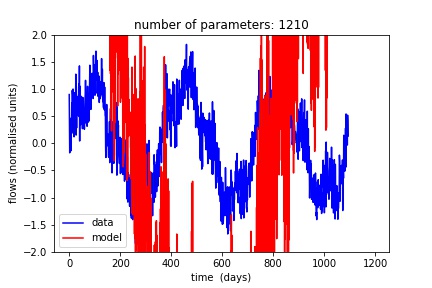 number of parameters: 1210
flows (normalised units)
2.0
1.5
1.0
0.5
0.0
−0.5
−1.0
−1.5
−2.0
data
model
0 200 400 600 800 1000 1200
time (days)